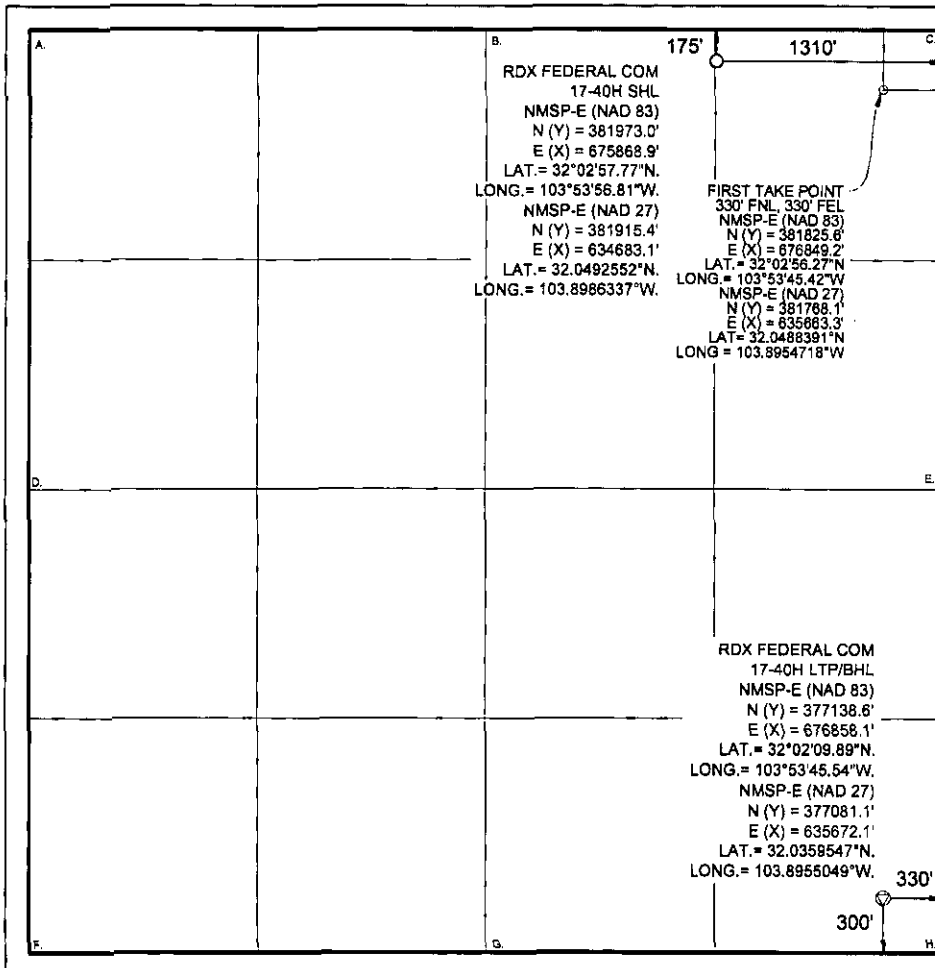 A.
B.
175'
1310'
C.
RDX FEDERAL COM
17-40H SHL
NMSP-E (NAD 83)
N (Y) = 381973.0'
E (X) = 675868.9'
LAT.= 32°02'57.77"N.
LONG.= 103°53'56.81"W.
NMSP-E (NAD 27)
N (Y) = 381915.4'
E (X) = 634683.1'
LAT.= 32.0492552°N.
LONG.= 103.8986337°W.
FIRST TAKE POINT
330' FNL, 330' FEL
NMSP-E (NAD 83)
N (Y) = 381825.6'
E (X) = 676849.2'
LAT.= 32°02'56.27"N
LONG.= 103°53'45.42"W
NMSP-E (NAD 27)
N (Y) = 381768.1'
E (X) = 635663.3'
LAT= 32.0488391°N
LONG = 103.8954718°W
D.
E.
RDX FEDERAL COM
17-40H LTP/BHL
NMSP-E (NAD 83)
N (Y) = 377138.6'
E (X) = 676858.1'
LAT.= 32°02'09.89"N.
LONG.= 103°53'45.54"W.
NMSP-E (NAD 27)
N (Y) = 377081.1'
E (X) = 635672.1'
LAT.= 32.0359547°N.
LONG.= 103.8955049°W.
330'
300'
F.
G.
H.